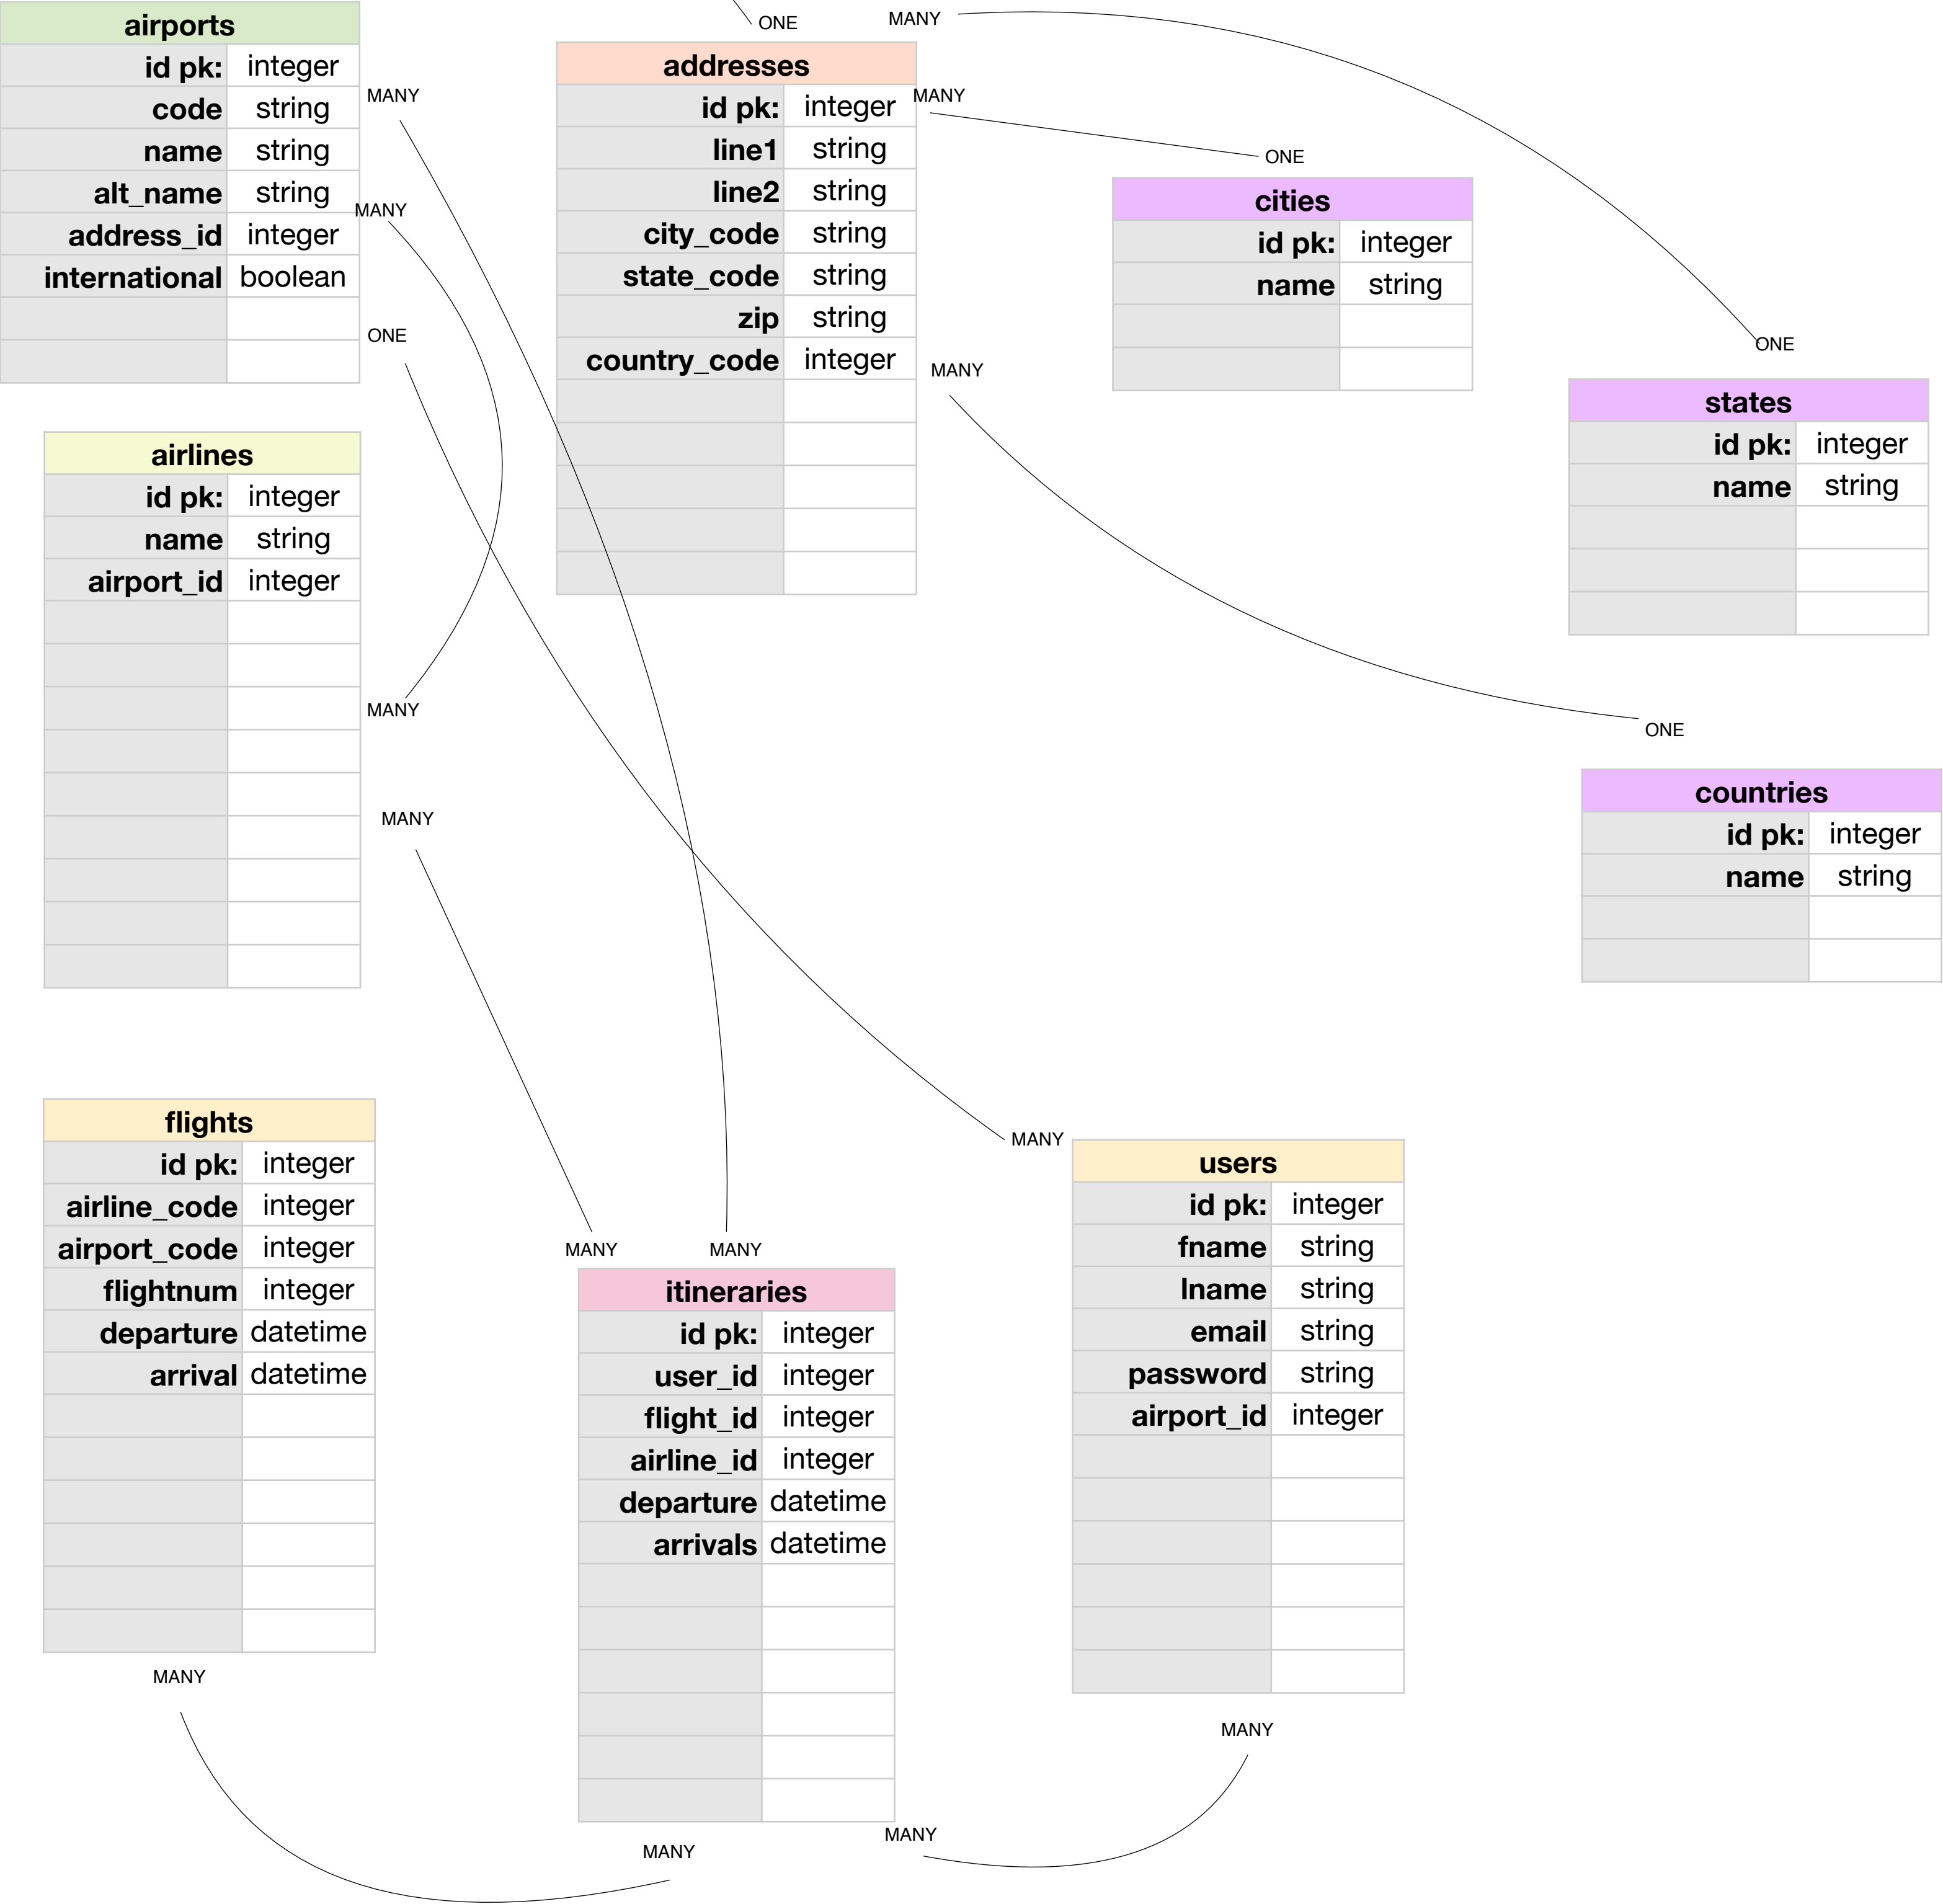 airports
id pk: integer
code string
name string
alt_name string
address_id integer
international boolean
MANY
MANY
ONE
ONE
MANY
addresses
id pk: integer
line1 string
line2 string
city_code string
state_code string
zip string
country_code integer
MANY
MANY
ONE
cities
id pk: integer
name string
ONE
states
id pk: integer
name string
ONE
countries
id pk: integer
name string
airlines
id pk: integer
name string
airport_id integer
MANY
MANY
flights
id pk: integer
airline_code integer
airport_code integer
flightnum integer
departure datetime
arrival datetime
MANY
MANY MANY
itineraries
id pk: integer
user_id integer
flight_id integer
airline_id integer
departure datetime
arrivals datetime
MANY
MANY
MANY
users
id pk: integer
fname string
lname string
email string
password string
airport_id integer
MANY